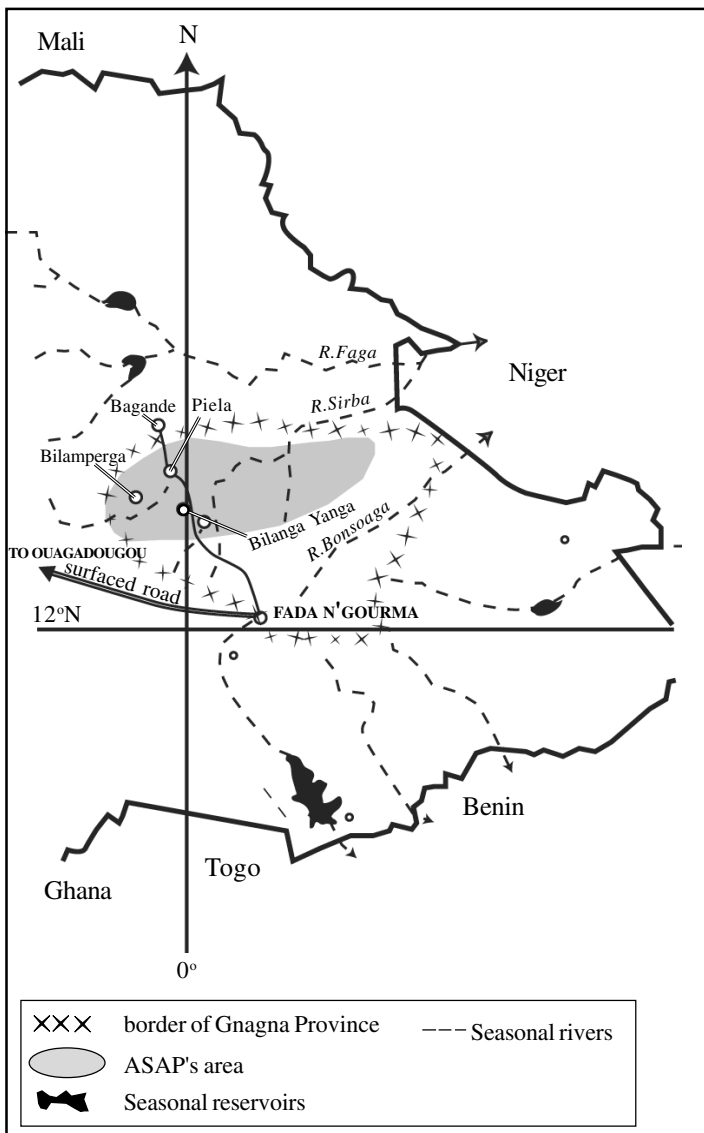 Mali
N
R.Faga
Niger
R.Sirba
Bagande
Piela
Bilamperga
Bilanga Yanga
R.Bonsoaga
TO OUAGADOUGOU
surfaced road
12°N
FADA N'GOURMA
Benin
Togo
Ghana
0°
border of Gnagna Province
Seasonal rivers
ASAP's area
Seasonal reservoirs